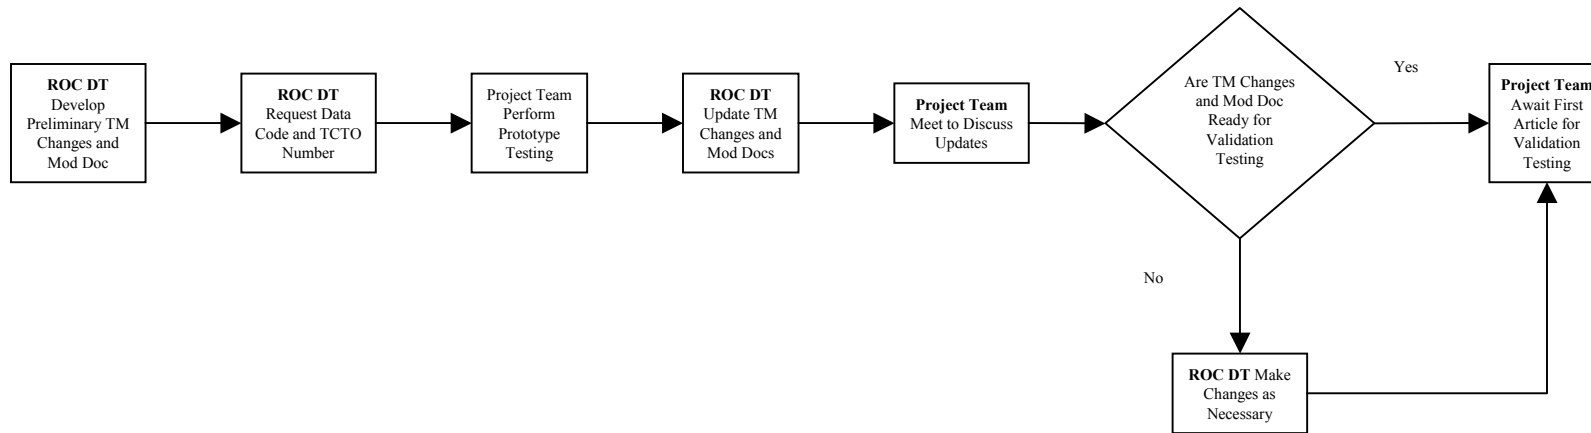 ROC DT
Develop
Preliminary TM
Changes and
Mod Doc
ROC DT
Request Data
Code and TCTO
Number
Project Team
Perform
Prototype
Testing
ROC DT
Update TM
Changes and
Mod Docs
Project Team
Meet to Discuss
Updates
Are TM Changes
and Mod Doc
Ready for
Validation
Testing
Yes
Project Team
Await First
Article for
Validation
Testing
No
ROC DT Make
Changes as
Necessary